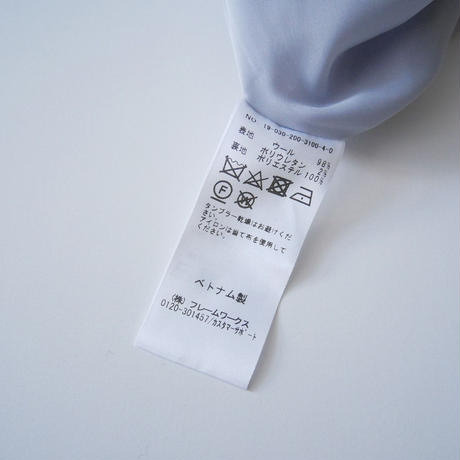 NO 19-030-200-3100-4-0
表地 ウール 98%
ポリウレタン 2%
裏地 ポリエステル 100%
タンブラー乾燥はお避けくだ
さい。
アイロンは当て布を使用して
ください。
ベトナム製
(株) フレームワークス
0120-301457/カスタマーサポート